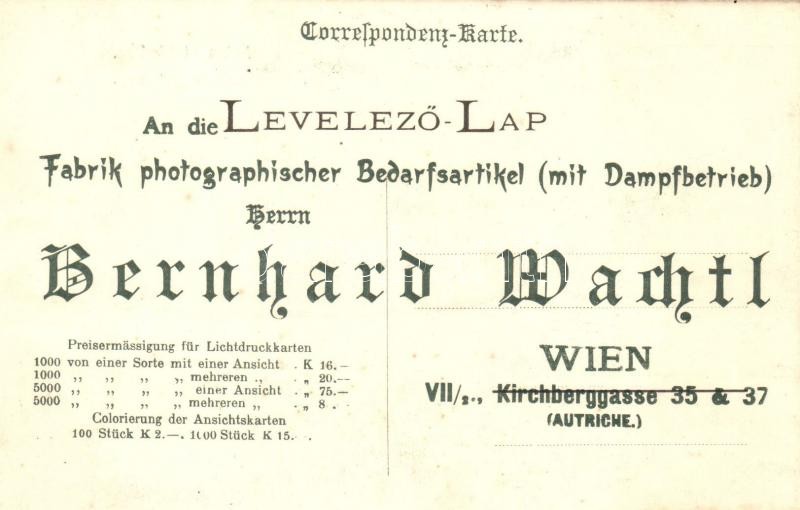 Correspondenz-Karte.
An die LEVELEZŐ-LAP
Fabrik photographischer Bedarfsartikel (mit Dampfbetrieb)
Herrn
Bernhard Wachtl
Preisermässigung für Lichtdruckkarten
1000 von einer Sorte mit einer Ansicht . K 16.–
1000 „ „ „ „ mehreren „ . „ 20.—
5000 „ „ „ „ einer Ansicht . „ 75.—
5000 „ „ „ „ mehreren „ . „ 8 .
Colorierung der Ansichtskarten
100 Stück K 2.—. 1000 Stück K 15.
WIEN
VII/2., Kirchberggasse 35 & 37
(AUTRICHE.)